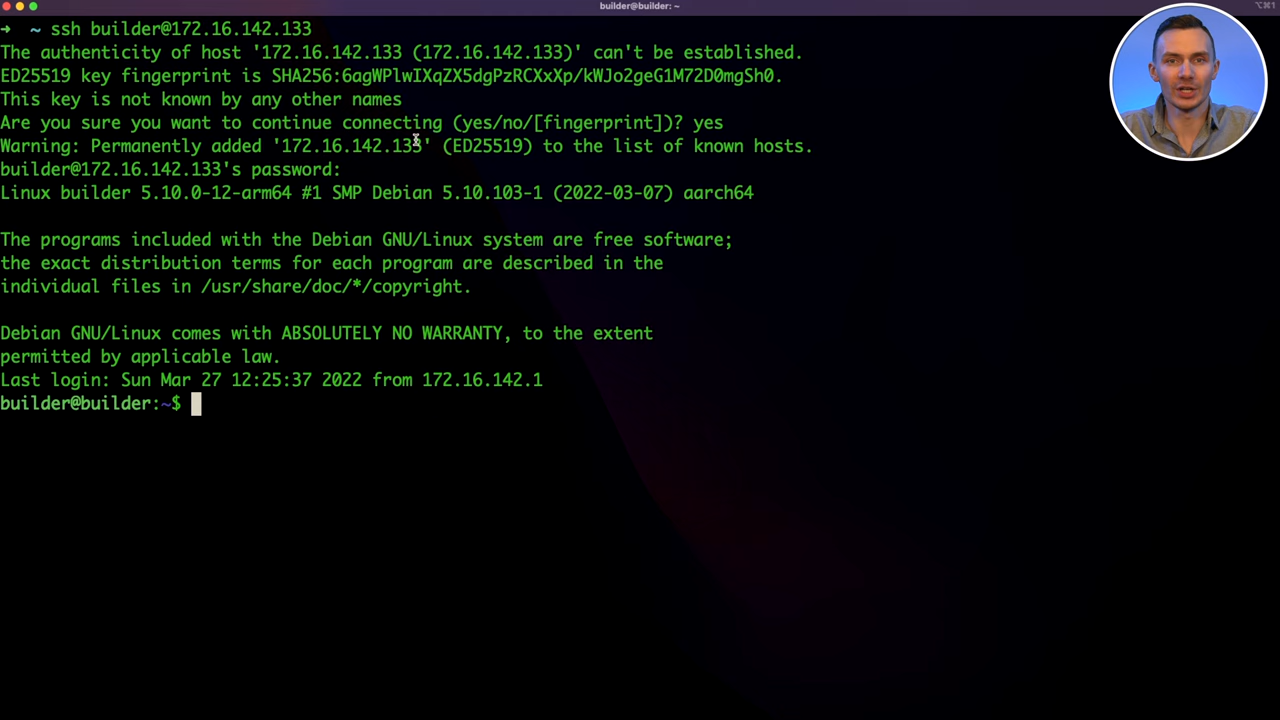 builder@builder: ~
⌥⌘1
➜  ~ ssh builder@172.16.142.133
The authenticity of host '172.16.142.133 (172.16.142.133)' can't be established.
ED25519 key fingerprint is SHA256:6agWPlwIXqZX5dgPzRCXxXp/kWJo2geG1M72D0mgSh0.
This key is not known by any other names
Are you sure you want to continue connecting (yes/no/[fingerprint])? yes
Warning: Permanently added '172.16.142.133' (ED25519) to the list of known hosts.
builder@172.16.142.133's password:
Linux builder 5.10.0-12-arm64 #1 SMP Debian 5.10.103-1 (2022-03-07) aarch64
The programs included with the Debian GNU/Linux system are free software;
the exact distribution terms for each program are described in the
individual files in /usr/share/doc/*/copyright.
Debian GNU/Linux comes with ABSOLUTELY NO WARRANTY, to the extent
permitted by applicable law.
Last login: Sun Mar 27 12:25:37 2022 from 172.16.142.1
builder@builder:~$